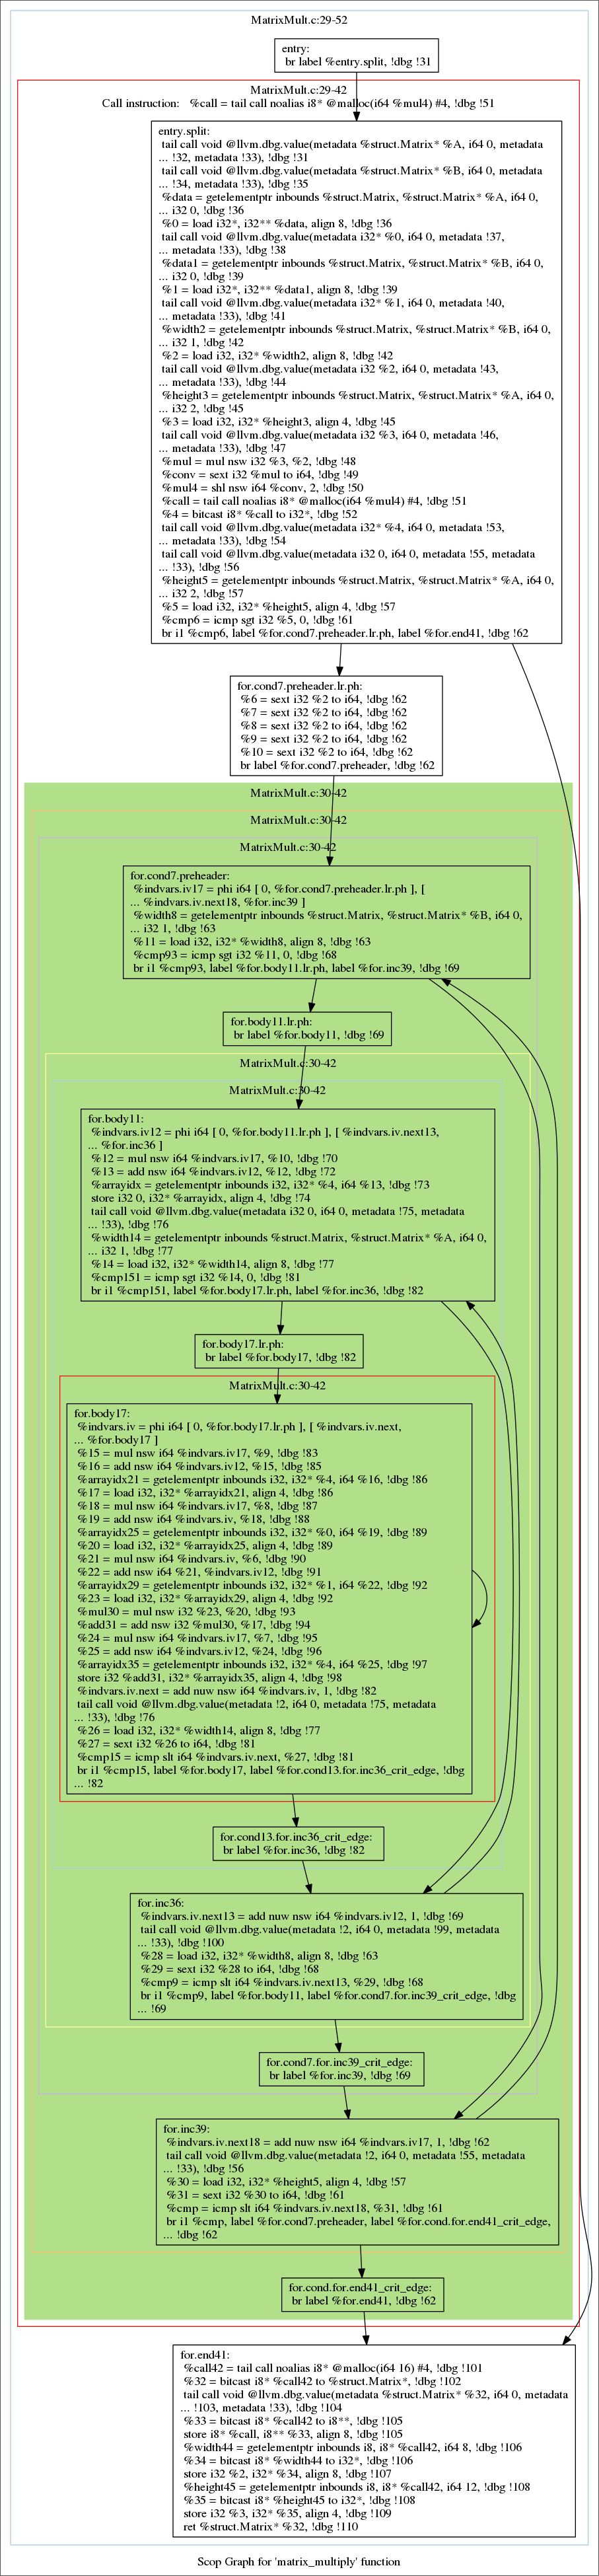 MatrixMult.c:29-52
entry:
br label %entry.split, !dbg !31
MatrixMult.c:29-42
Call instruction: %call = tail call noalias i8* @malloc(i64 %mul4) #4, !dbg !51
entry.split:
tail call void @llvm.dbg.value(metadata %struct.Matrix* %A, i64 0, metadata
... !32, metadata !33), !dbg !31
tail call void @llvm.dbg.value(metadata %struct.Matrix* %B, i64 0, metadata
... !34, metadata !33), !dbg !35
%data = getelementptr inbounds %struct.Matrix, %struct.Matrix* %A, i64 0,
... i32 0, !dbg !36
%0 = load i32*, i32** %data, align 8, !dbg !36
tail call void @llvm.dbg.value(metadata i32* %0, i64 0, metadata !37,
... metadata !33), !dbg !38
%data1 = getelementptr inbounds %struct.Matrix, %struct.Matrix* %B, i64 0,
... i32 0, !dbg !39
%1 = load i32*, i32** %data1, align 8, !dbg !39
tail call void @llvm.dbg.value(metadata i32* %1, i64 0, metadata !40,
... metadata !33), !dbg !41
%width2 = getelementptr inbounds %struct.Matrix, %struct.Matrix* %B, i64 0,
... i32 1, !dbg !42
%2 = load i32, i32* %width2, align 8, !dbg !42
tail call void @llvm.dbg.value(metadata i32 %2, i64 0, metadata !43,
... metadata !33), !dbg !44
%height3 = getelementptr inbounds %struct.Matrix, %struct.Matrix* %A, i64 0,
... i32 2, !dbg !45
%3 = load i32, i32* %height3, align 4, !dbg !45
tail call void @llvm.dbg.value(metadata i32 %3, i64 0, metadata !46,
... metadata !33), !dbg !47
%mul = mul nsw i32 %3, %2, !dbg !48
%conv = sext i32 %mul to i64, !dbg !49
%mul4 = shl nsw i64 %conv, 2, !dbg !50
%call = tail call noalias i8* @malloc(i64 %mul4) #4, !dbg !51
%4 = bitcast i8* %call to i32*, !dbg !52
tail call void @llvm.dbg.value(metadata i32* %4, i64 0, metadata !53,
... metadata !33), !dbg !54
tail call void @llvm.dbg.value(metadata i32 0, i64 0, metadata !55, metadata
... !33), !dbg !56
%height5 = getelementptr inbounds %struct.Matrix, %struct.Matrix* %A, i64 0,
... i32 2, !dbg !57
%5 = load i32, i32* %height5, align 4, !dbg !57
%cmp6 = icmp sgt i32 %5, 0, !dbg !61
br i1 %cmp6, label %for.cond7.preheader.lr.ph, label %for.end41, !dbg !62
for.cond7.preheader.lr.ph:
%6 = sext i32 %2 to i64, !dbg !62
%7 = sext i32 %2 to i64, !dbg !62
%8 = sext i32 %2 to i64, !dbg !62
%9 = sext i32 %2 to i64, !dbg !62
%10 = sext i32 %2 to i64, !dbg !62
br label %for.cond7.preheader, !dbg !62
MatrixMult.c:30-42
MatrixMult.c:30-42
MatrixMult.c:30-42
for.cond7.preheader:
%indvars.iv17 = phi i64 [ 0, %for.cond7.preheader.lr.ph ], [
... %indvars.iv.next18, %for.inc39 ]
%width8 = getelementptr inbounds %struct.Matrix, %struct.Matrix* %B, i64 0,
... i32 1, !dbg !63
%11 = load i32, i32* %width8, align 8, !dbg !63
%cmp93 = icmp sgt i32 %11, 0, !dbg !68
br i1 %cmp93, label %for.body11.lr.ph, label %for.inc39, !dbg !69
for.body11.lr.ph:
br label %for.body11, !dbg !69
MatrixMult.c:30-42
MatrixMult.c:30-42
for.body11:
%indvars.iv12 = phi i64 [ 0, %for.body11.lr.ph ], [ %indvars.iv.next13,
... %for.inc36 ]
%12 = mul nsw i64 %indvars.iv17, %10, !dbg !70
%13 = add nsw i64 %indvars.iv12, %12, !dbg !72
%arrayidx = getelementptr inbounds i32, i32* %4, i64 %13, !dbg !73
store i32 0, i32* %arrayidx, align 4, !dbg !74
tail call void @llvm.dbg.value(metadata i32 0, i64 0, metadata !75, metadata
... !33), !dbg !76
%width14 = getelementptr inbounds %struct.Matrix, %struct.Matrix* %A, i64 0,
... i32 1, !dbg !77
%14 = load i32, i32* %width14, align 8, !dbg !77
%cmp151 = icmp sgt i32 %14, 0, !dbg !81
br i1 %cmp151, label %for.body17.lr.ph, label %for.inc36, !dbg !82
for.body17.lr.ph:
br label %for.body17, !dbg !82
MatrixMult.c:30-42
for.body17:
%indvars.iv = phi i64 [ 0, %for.body17.lr.ph ], [ %indvars.iv.next,
... %for.body17 ]
%15 = mul nsw i64 %indvars.iv17, %9, !dbg !83
%16 = add nsw i64 %indvars.iv12, %15, !dbg !85
%arrayidx21 = getelementptr inbounds i32, i32* %4, i64 %16, !dbg !86
%17 = load i32, i32* %arrayidx21, align 4, !dbg !86
%18 = mul nsw i64 %indvars.iv17, %8, !dbg !87
%19 = add nsw i64 %indvars.iv, %18, !dbg !88
%arrayidx25 = getelementptr inbounds i32, i32* %0, i64 %19, !dbg !89
%20 = load i32, i32* %arrayidx25, align 4, !dbg !89
%21 = mul nsw i64 %indvars.iv, %6, !dbg !90
%22 = add nsw i64 %21, %indvars.iv12, !dbg !91
%arrayidx29 = getelementptr inbounds i32, i32* %1, i64 %22, !dbg !92
%23 = load i32, i32* %arrayidx29, align 4, !dbg !92
%mul30 = mul nsw i32 %23, %20, !dbg !93
%add31 = add nsw i32 %mul30, %17, !dbg !94
%24 = mul nsw i64 %indvars.iv17, %7, !dbg !95
%25 = add nsw i64 %indvars.iv12, %24, !dbg !96
%arrayidx35 = getelementptr inbounds i32, i32* %4, i64 %25, !dbg !97
store i32 %add31, i32* %arrayidx35, align 4, !dbg !98
%indvars.iv.next = add nuw nsw i64 %indvars.iv, 1, !dbg !82
tail call void @llvm.dbg.value(metadata !2, i64 0, metadata !75, metadata
... !33), !dbg !76
%26 = load i32, i32* %width14, align 8, !dbg !77
%27 = sext i32 %26 to i64, !dbg !81
%cmp15 = icmp slt i64 %indvars.iv.next, %27, !dbg !81
br i1 %cmp15, label %for.body17, label %for.cond13.for.inc36_crit_edge, !dbg
... !82
for.cond13.for.inc36_crit_edge:
br label %for.inc36, !dbg !82
for.inc36:
%indvars.iv.next13 = add nuw nsw i64 %indvars.iv12, 1, !dbg !69
tail call void @llvm.dbg.value(metadata !2, i64 0, metadata !99, metadata
... !33), !dbg !100
%28 = load i32, i32* %width8, align 8, !dbg !63
%29 = sext i32 %28 to i64, !dbg !68
%cmp9 = icmp slt i64 %indvars.iv.next13, %29, !dbg !68
br i1 %cmp9, label %for.body11, label %for.cond7.for.inc39_crit_edge, !dbg
... !69
for.cond7.for.inc39_crit_edge:
br label %for.inc39, !dbg !69
for.inc39:
%indvars.iv.next18 = add nuw nsw i64 %indvars.iv17, 1, !dbg !62
tail call void @llvm.dbg.value(metadata !2, i64 0, metadata !55, metadata
... !33), !dbg !56
%30 = load i32, i32* %height5, align 4, !dbg !57
%31 = sext i32 %30 to i64, !dbg !61
%cmp = icmp slt i64 %indvars.iv.next18, %31, !dbg !61
br i1 %cmp, label %for.cond7.preheader, label %for.cond.for.end41_crit_edge,
... !dbg !62
for.cond.for.end41_crit_edge:
br label %for.end41, !dbg !62
for.end41:
%call42 = tail call noalias i8* @malloc(i64 16) #4, !dbg !101
%32 = bitcast i8* %call42 to %struct.Matrix*, !dbg !102
tail call void @llvm.dbg.value(metadata %struct.Matrix* %32, i64 0, metadata
... !103, metadata !33), !dbg !104
%33 = bitcast i8* %call42 to i8**, !dbg !105
store i8* %call, i8** %33, align 8, !dbg !105
%width44 = getelementptr inbounds i8, i8* %call42, i64 8, !dbg !106
%34 = bitcast i8* %width44 to i32*, !dbg !106
store i32 %2, i32* %34, align 8, !dbg !107
%height45 = getelementptr inbounds i8, i8* %call42, i64 12, !dbg !108
%35 = bitcast i8* %height45 to i32*, !dbg !108
store i32 %3, i32* %35, align 4, !dbg !109
ret %struct.Matrix* %32, !dbg !110
Scop Graph for 'matrix_multiply' function